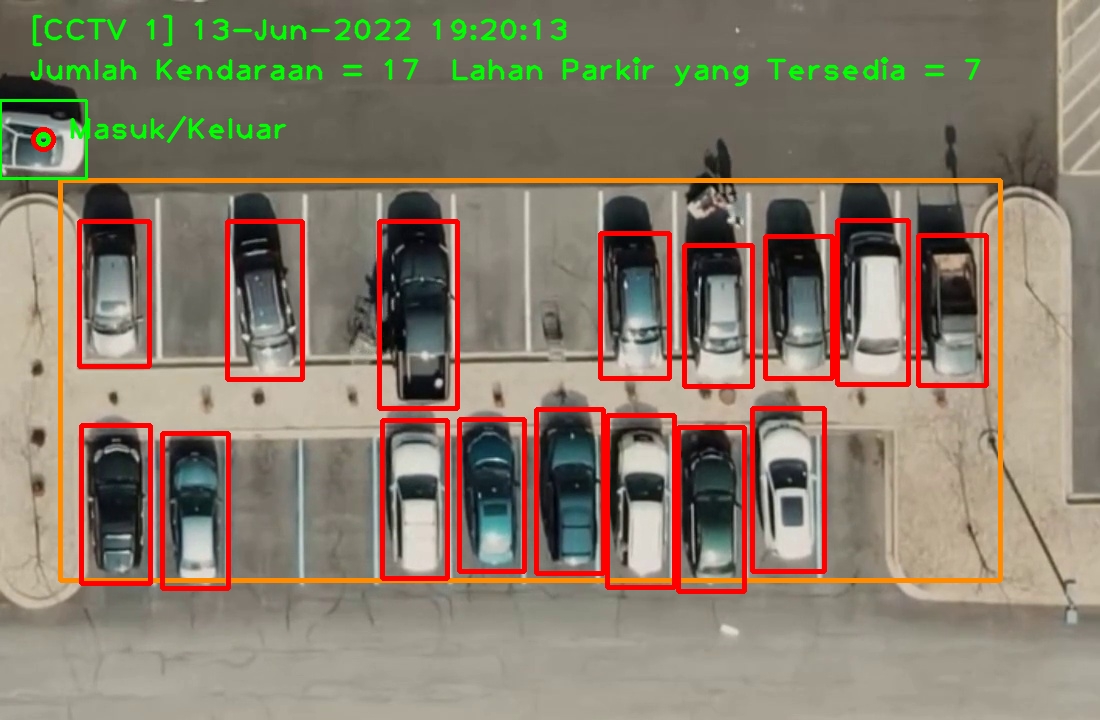 [CCTV 1] 13-Jun-2022 19:20:13
Jumlah Kendaraan = 17 Lahan Parkir yang Tersedia = 7
Masuk/Keluar